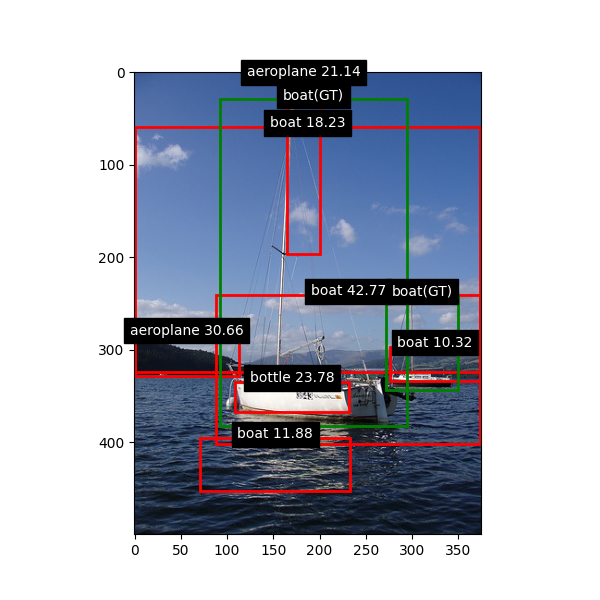 aeroplane 21.14
0
boat(GT)
boat 18.23
100
200
boat 42.77
boat(GT)
aeroplane 30.66
boat 10.32
300
bottle 23.78
boat 11.88
400
0 50 100 150 200 250 300 350